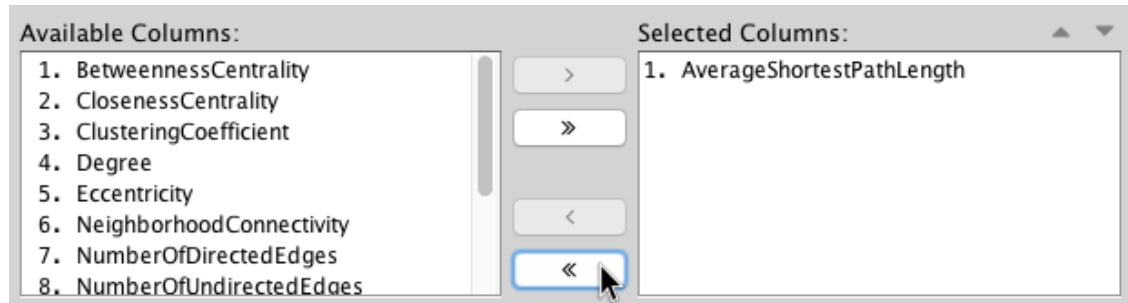 Available Columns:
1. BetweennessCentrality
2. ClosenessCentrality
3. ClusteringCoefficient
4. Degree
5. Eccentricity
6. NeighborhoodConnectivity
7. NumberOfDirectedEdges
8. NumberOfUndirectedEdges
>
»
<
«
Selected Columns:
1. AverageShortestPathLength